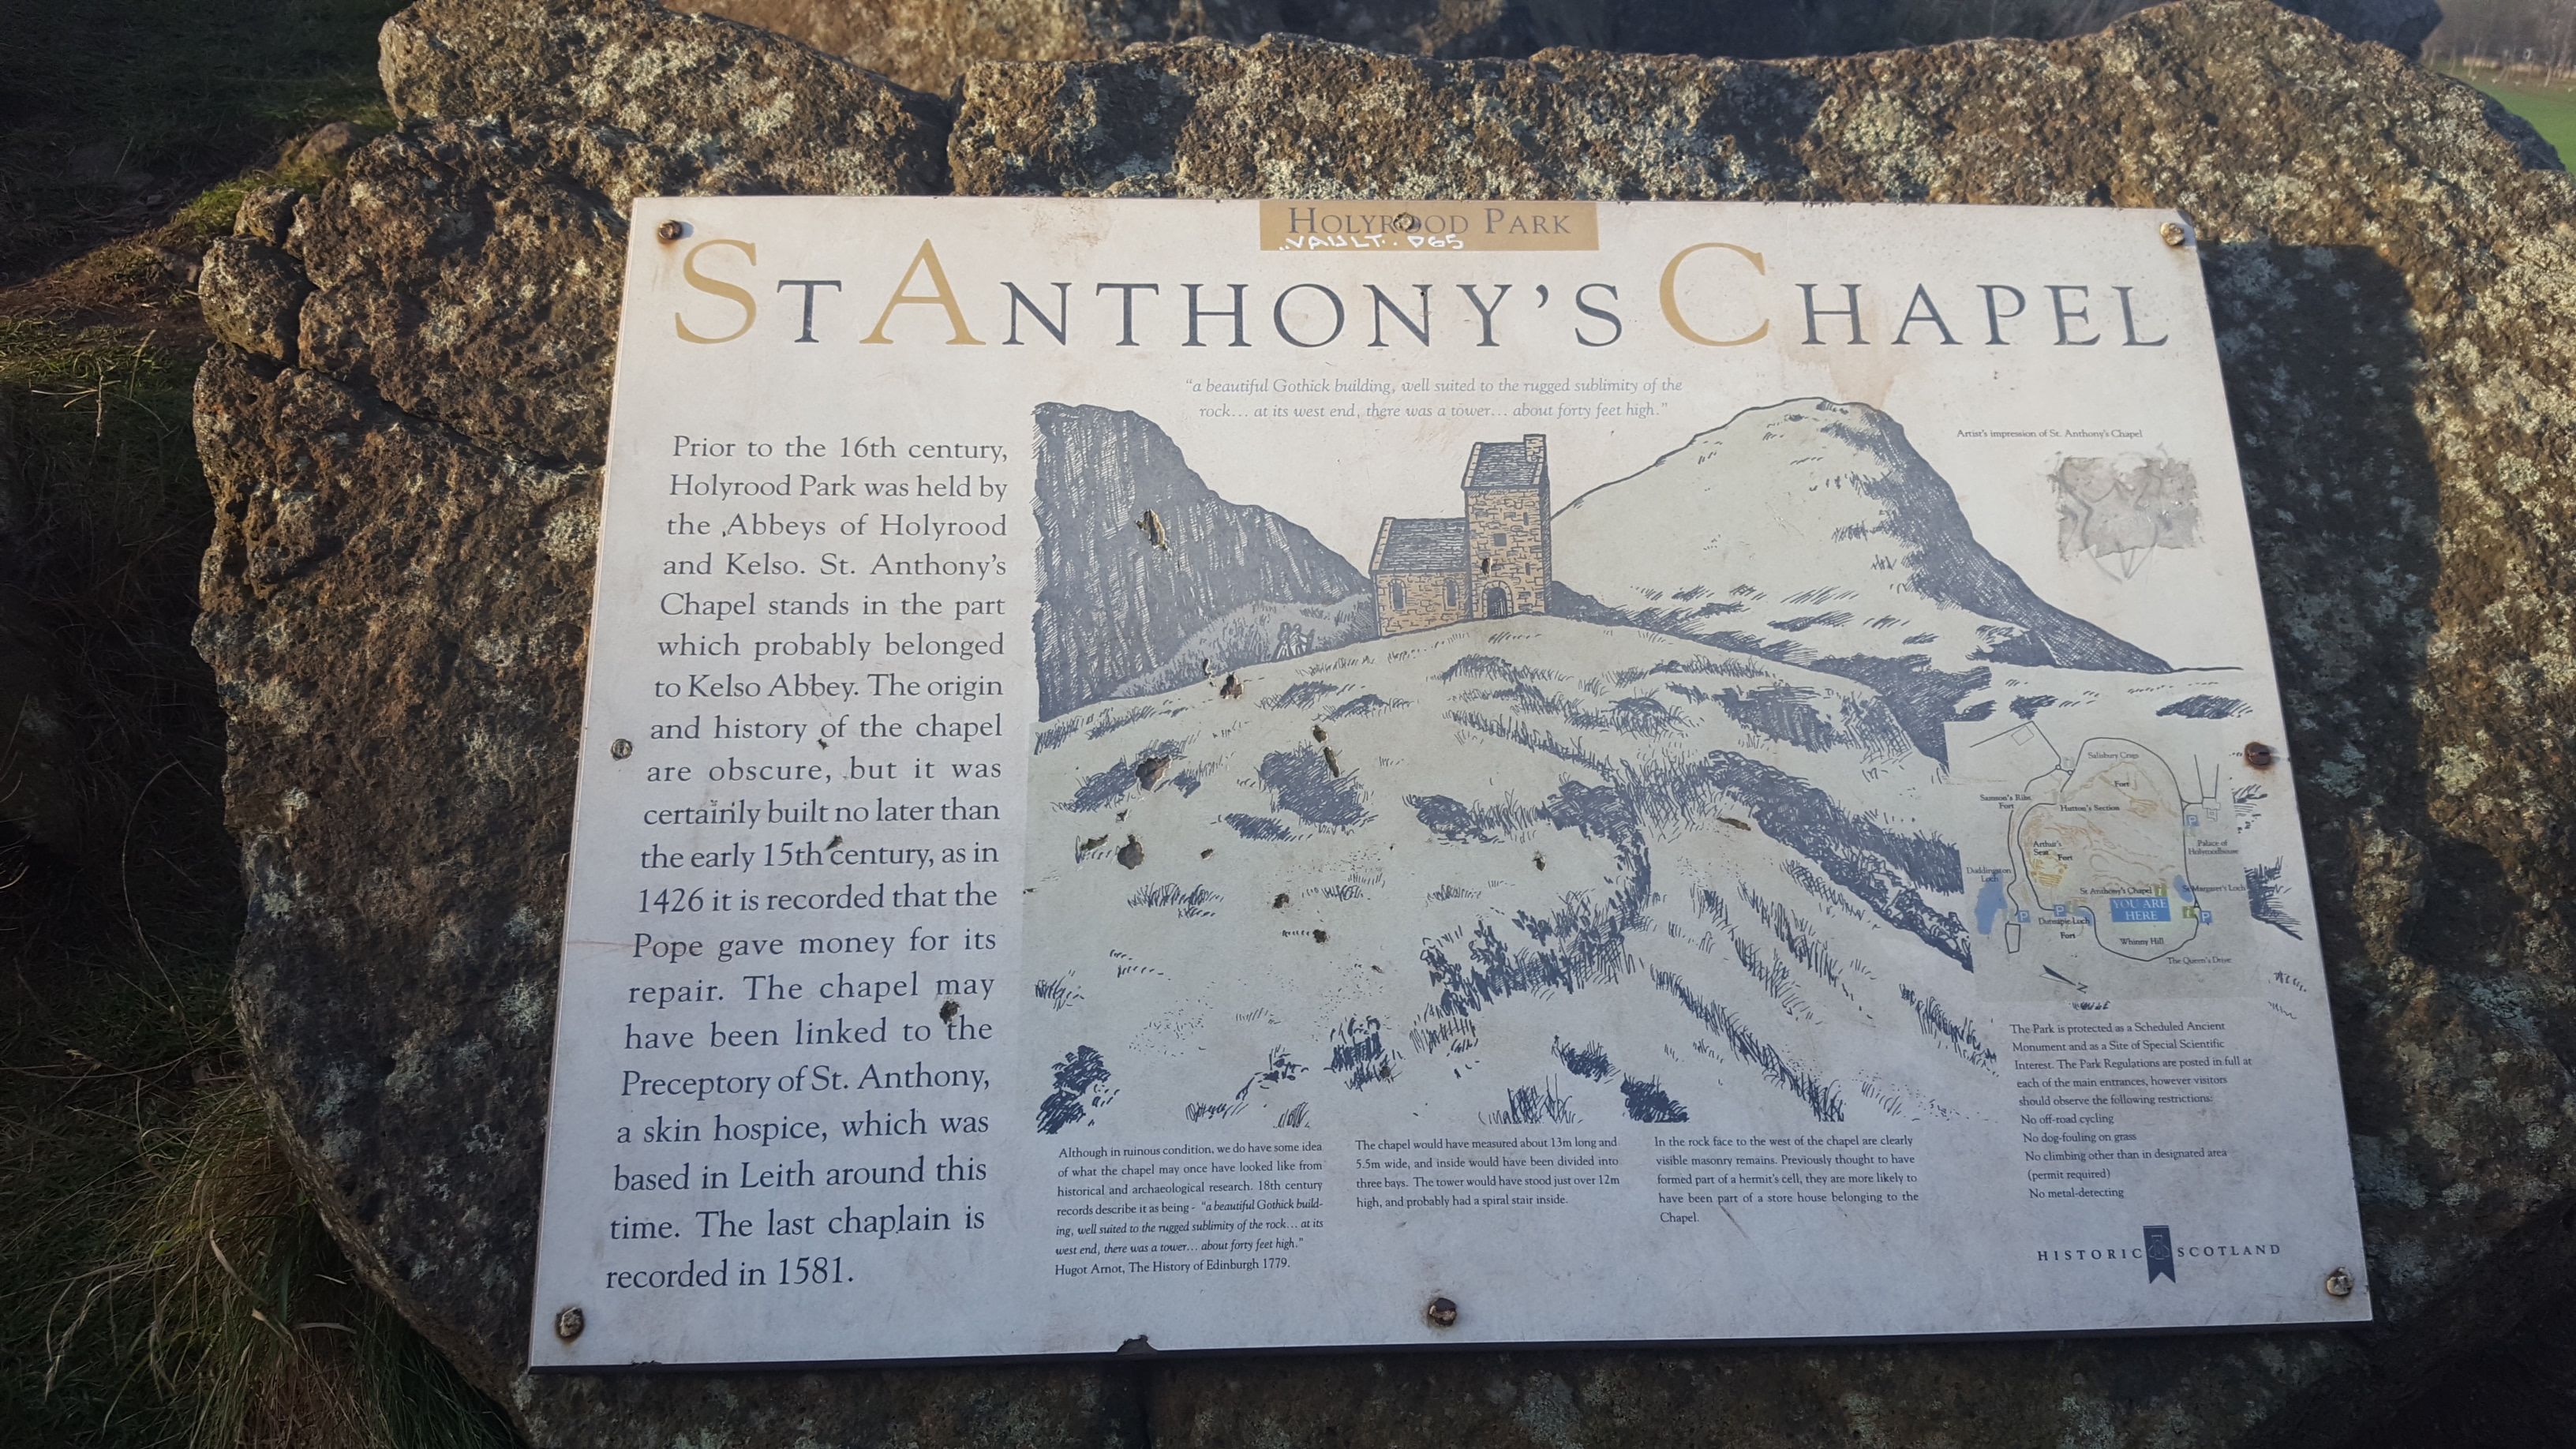 HOLYROOD PARK
VAULT. D65
ST ANTHONY'S CHAPEL
"a beautiful Gothick building, well suited to the rugged sublimity of the
rock... at its west end, there was a tower... about forty feet high."
Prior to the 16th century,
Holyrood Park was held by
the Abbeys of Holyrood
and Kelso. St. Anthony's
Chapel stands in the part
which probably belonged
to Kelso Abbey. The origin
and history of the chapel
are obscure, but it was
certainly built no later than
the early 15th century, as in
1426 it is recorded that the
Pope gave money for its
repair. The chapel may
have been linked to the
Preceptory of St. Anthony,
a skin hospice, which was
based in Leith around this
time. The last chaplain is
recorded in 1581.
Artist's impression of St. Anthony's Chapel
Salisbury Crags
Fort
Samson's Ribs
Fort
Hutton's Section
P
Arthur's
Seat
Fort
Palace of
Holyroodhouse
Duddingston
Loch
St Anthony's Chapel
i
St Margaret's Loch
YOU ARE
HERE
P
P
i
P
Dunsapie Loch
Fort
Whinny Hill
The Queen's Drive
N
Although in ruinous condition, we do have some idea
of what the chapel may once have looked like from
historical and archaeological research. 18th century
records describe it as being - "a beautiful Gothick build-
ing, well suited to the rugged sublimity of the rock... at its
west end, there was a tower... about forty feet high."
Hugot Arnot, The History of Edinburgh 1779.
The chapel would have measured about 13m long and
5.5m wide, and inside would have been divided into
three bays. The tower would have stood just over 12m
high, and probably had a spiral stair inside.
In the rock face to the west of the chapel are clearly
visible masonry remains. Previously thought to have
formed part of a hermit's cell, they are more likely to
have been part of a store house belonging to the
Chapel.
The Park is protected as a Scheduled Ancient
Monument and as a Site of Special Scientific
Interest. The Park Regulations are posted in full at
each of the main entrances, however visitors
should observe the following restrictions:
No off-road cycling
No dog-fouling on grass
No climbing other than in designated area
(permit required)
No metal-detecting
HISTORIC SCOTLAND